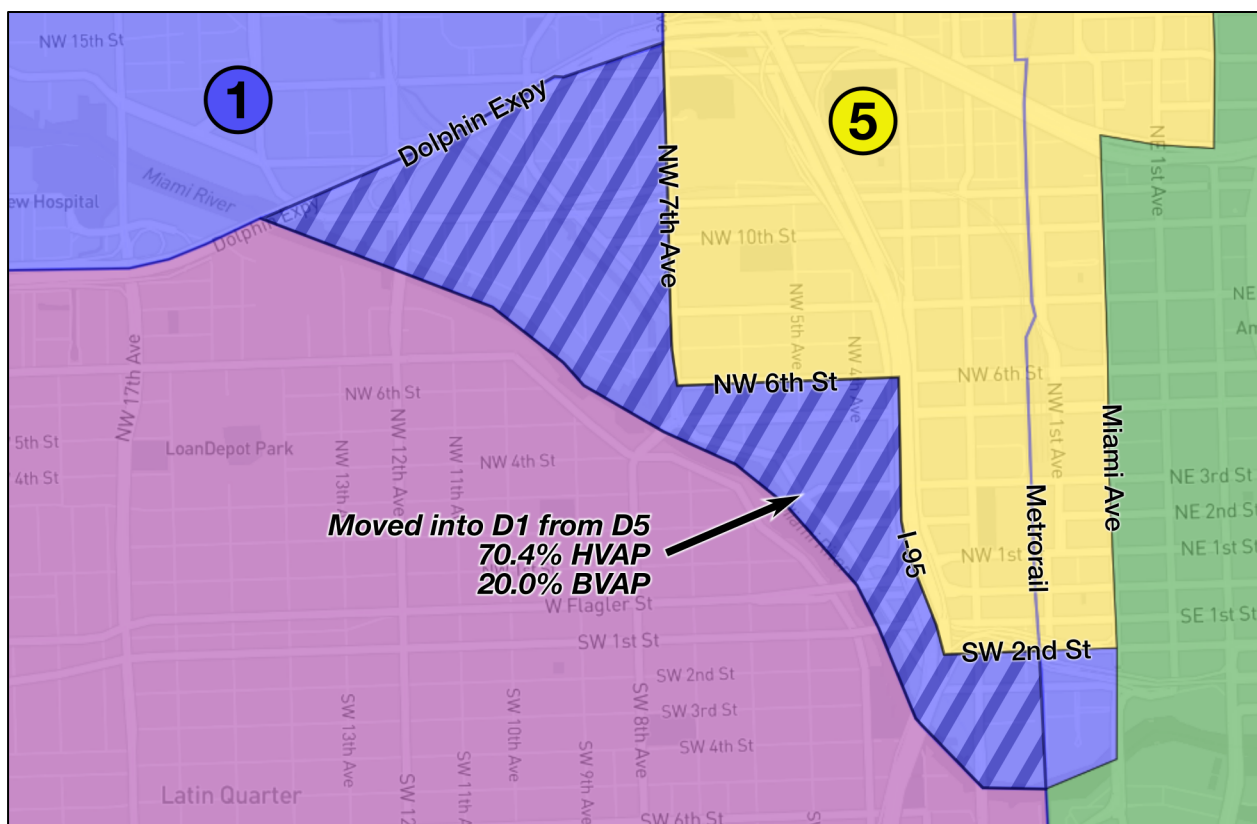 NW 15th St
1
5
Dolphin Expy
NE 1st Ave
Miami River
ew Hospital
Dolphin Expy
NW 7th Ave
NW 10th St
NE
An
NW 5th Ave
NW 17th Ave
NW 4th Ave
NW 6th St
NW 6th St
NW 6th St
NW 1st Ave
Miami Ave
NW 12th Ave
5th St
LoanDepot Park
NW 13th A
NW 11th A
NW 4th St
4th St
NE 3rd St
NE 2nd St
Metrorail
Moved into D1 from D5
70.4% HVAP
20.0% BVAP
I-95
NW 1st
NE 1st St
W Flagler St
SE 1st St
SW 1st St
SW 2nd St
SW 2nd St
SW 3rd St
SW 4th St
SW 13th Ave
SW 10th Ave
SW 8th Ave
SW 9th Ave
SW 11th A
SW 12
Latin Quarter
SW 6th St